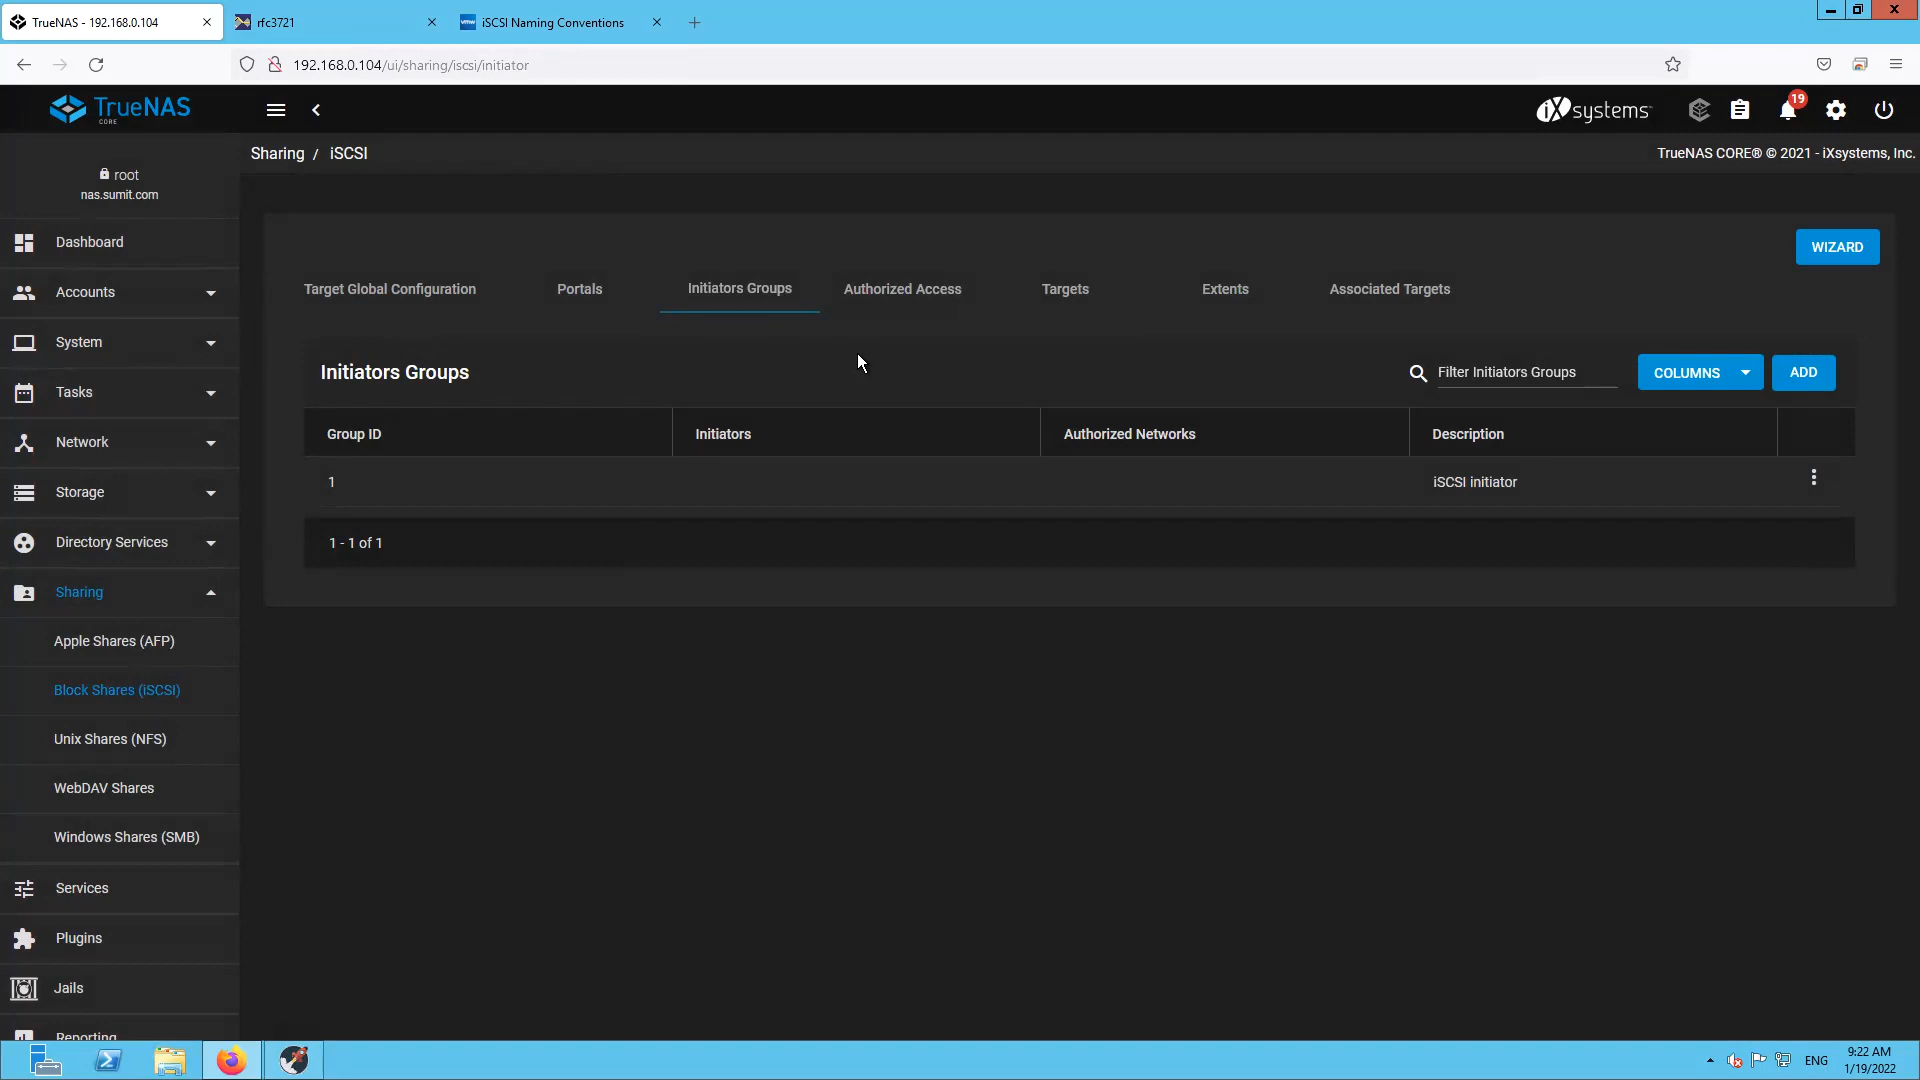 TrueNAS - 192.168.0.104
rfc3721
vmw
iSCSI Naming Conventions
192.168.0.104/ui/sharing/iscsi/initiator
TrueNAS
CORE
iXsystems
19
Sharing / iSCSI
TrueNAS CORE® © 2021 - iXsystems, Inc.
root
nas.sumit.com
Dashboard
Accounts
System
Tasks
Network
Storage
Directory Services
Sharing
Apple Shares (AFP)
Block Shares (iSCSI)
Unix Shares (NFS)
WebDAV Shares
Windows Shares (SMB)
Services
Plugins
Jails
Reporting
WIZARD
Target Global Configuration
Portals
Initiators Groups
Authorized Access
Targets
Extents
Associated Targets
Initiators Groups
Filter Initiators Groups
COLUMNS
ADD
Group ID
Initiators
Authorized Networks
Description
1
iSCSI initiator
1 - 1 of 1
ENG
9:22 AM
1/19/2022